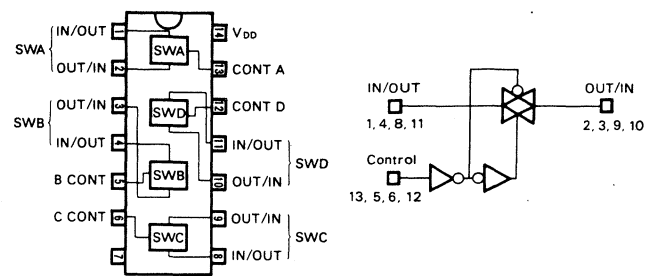 IN/OUT 1 14 VDD
SWA SWA
OUT/IN 2 13 CONT A
OUT/IN 3 12 CONT D
SWB SWD
IN/OUT 4 11 IN/OUT
SWD
B CONT 5 SWB 10 OUT/IN
C CONT 6 9 OUT/IN
SWC SWC
7 8 IN/OUT
IN/OUT OUT/IN
1, 4, 8, 11 2, 3, 9, 10
Control
13, 5, 6, 12